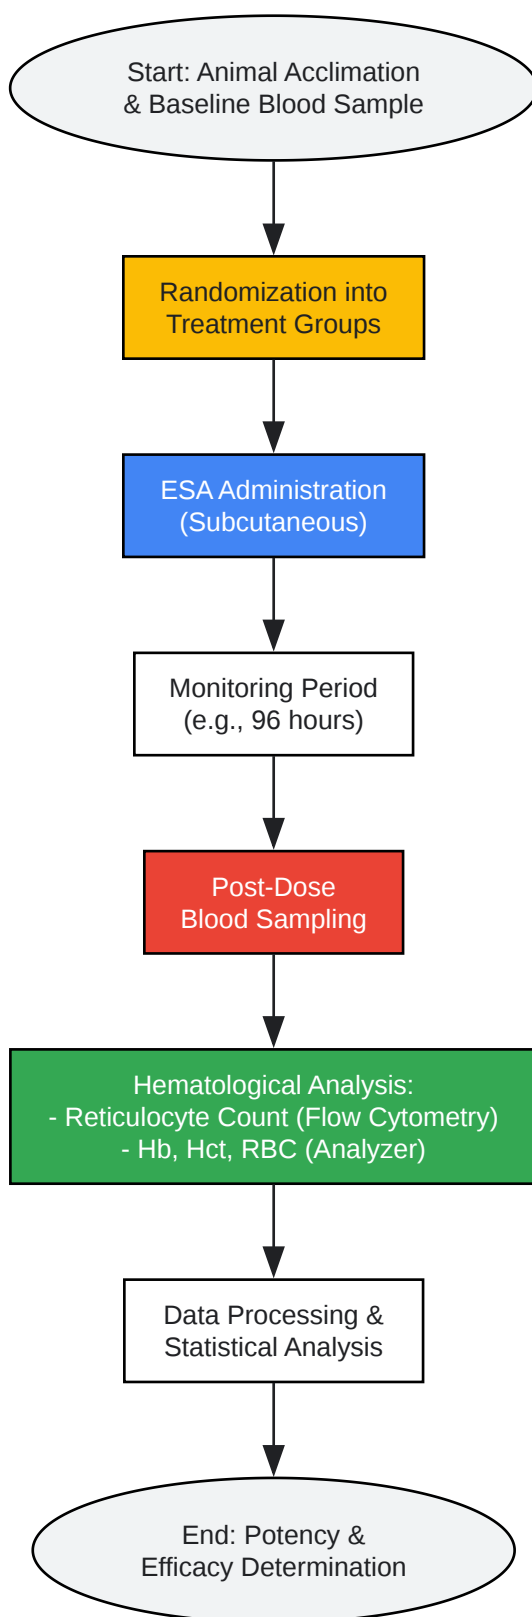 Start: Animal Acclimation
& Baseline Blood Sample
Randomization into
Treatment Groups
ESA Administration
(Subcutaneous)
Monitoring Period
(e.g., 96 hours)
Post-Dose
Blood Sampling
Hematological Analysis:
- Reticulocyte Count (Flow Cytometry)
- Hb, Hct, RBC (Analyzer)
Data Processing &
Statistical Analysis
End: Potency &
Efficacy Determination